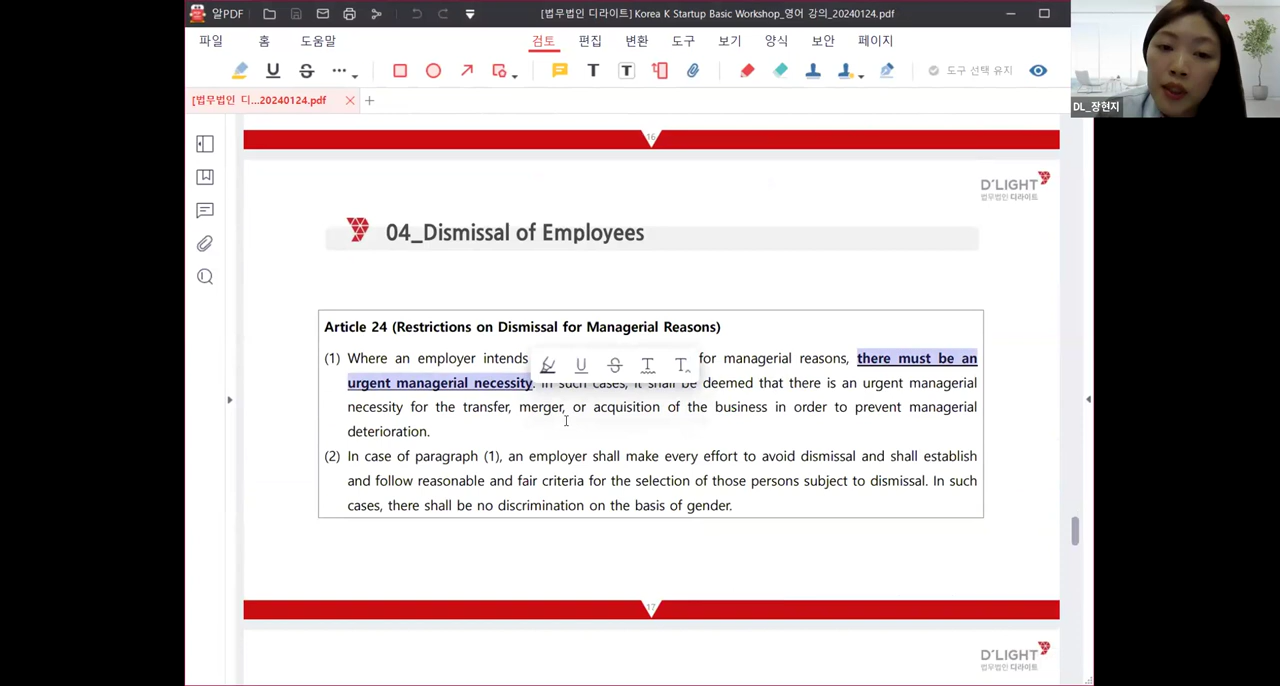 알PDF
[법무법인 디라이트] Korea K Startup Basic Workshop_영어 강의_20240124.pdf
파일 홈 도움말 검토 편집 변환 도구 보기 양식 보안 페이지
도구 선택 유지
DL_장현지
[법무법인 디...20240124.pdf
16
D'LIGHT
법무법인 디라이트
04_Dismissal of Employees
Article 24 (Restrictions on Dismissal for Managerial Reasons)
(1) Where an employer intends for managerial reasons, there must be an
urgent managerial necessity. In such cases, it shall be deemed that there is an urgent managerial
necessity for the transfer, merger, or acquisition of the business in order to prevent managerial
deterioration.
(2) In case of paragraph (1), an employer shall make every effort to avoid dismissal and shall establish
and follow reasonable and fair criteria for the selection of those persons subject to dismissal. In such
cases, there shall be no discrimination on the basis of gender.
17
D'LIGHT
법무법인 디라이트